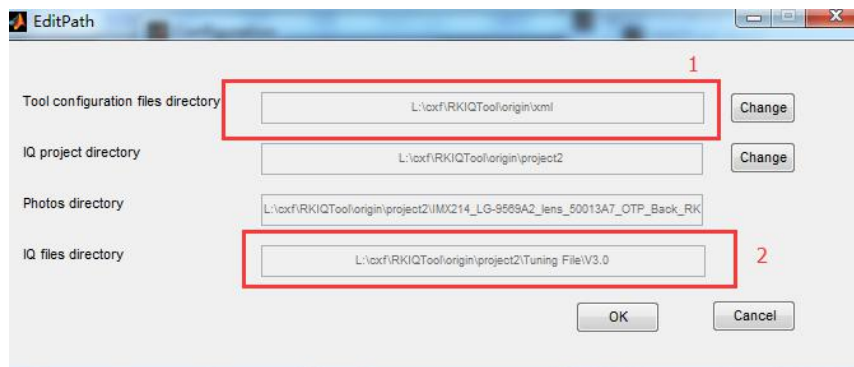 EditPath
1
Tool configuration files directory L:\cxf\RKIQTool\origin\xml Change
IQ project directory L:\cxf\RKIQTool\origin\project2 Change
Photos directory L:\cxf\RKIQTool\origin\project2\IMX214_LG-9569A2_lens_50013A7_OTP_Back_RK
IQ files directory L:\cxf\RKIQTool\origin\project2\Tuning File\V3.0 2
OK Cancel